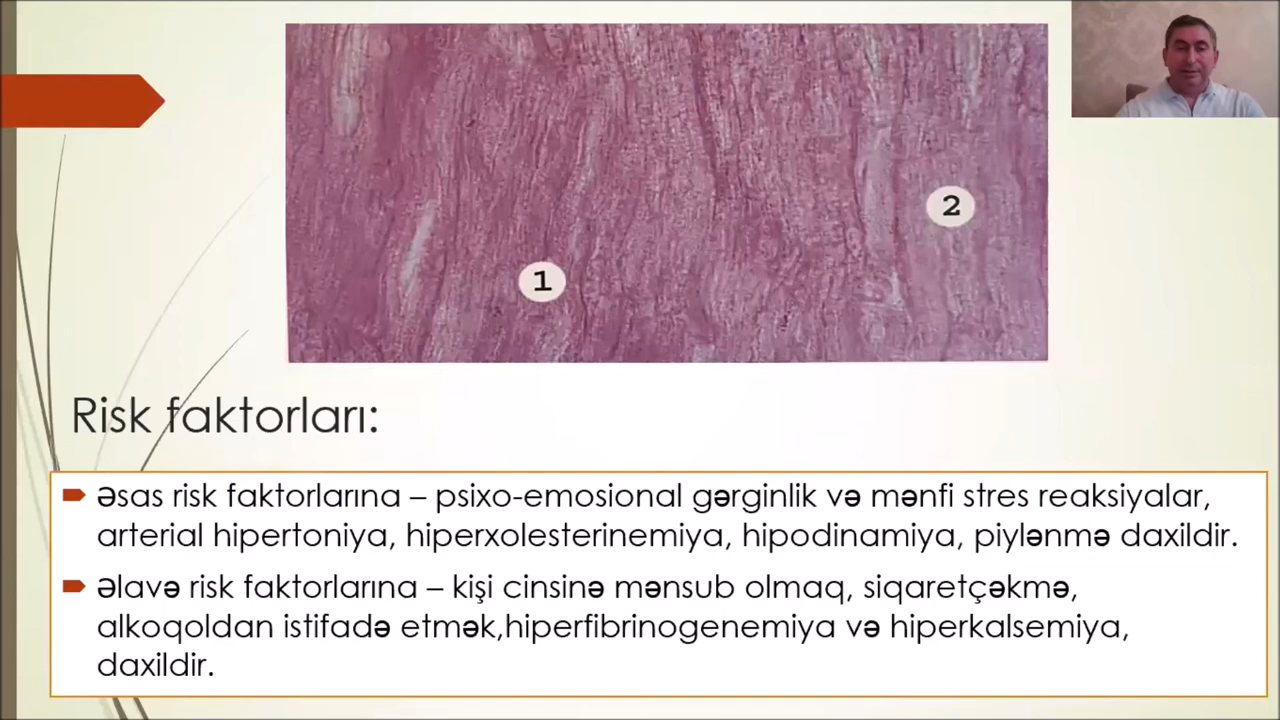 1
2
Risk faktorları:
Əsas risk faktorlarına – psixo-emosional gərginlik və mənfi stres reaksiyalar,
arterial hipertoniya, hiperxolesterinemiya, hipodinamiya, piylənmə daxildir.
Əlavə risk faktorlarına – kişi cinsinə mənsub olmaq, siqaretçəkmə,
alkoqoldan istifadə etmək,hiperfibrinogenemiya və hiperkalsemiya,
daxildir.